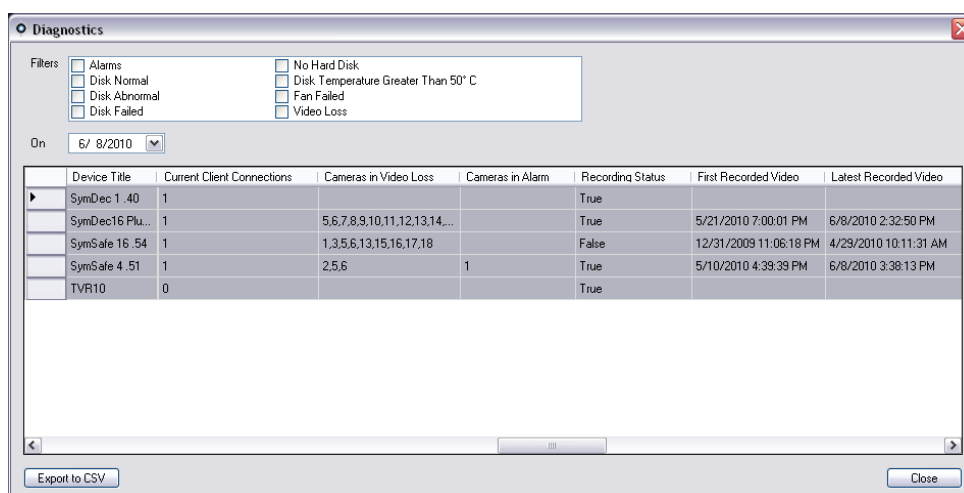 Diagnostics
Filters
Alarms No Hard Disk
Disk Normal Disk Temperature Greater Than 50° C
Disk Abnormal Fan Failed
Disk Failed Video Loss
On 6/ 8/2010
Device Title Current Client Connections Cameras in Video Loss Cameras in Alarm Recording Status First Recorded Video Latest Recorded Video
SymDec 1 .40 1 True
SymDec16 Plu... 1 5,6,7,8,9,10,11,12,13,14,... True 5/21/2010 7:00:01 PM 6/8/2010 2:32:50 PM
SymSafe 16 .54 1 1,3,5,6,13,15,16,17,18 False 12/31/2009 11:06:18 PM 4/29/2010 10:11:31 AM
SymSafe 4 .51 1 2,5,6 1 True 5/10/2010 4:39:39 PM 6/8/2010 3:38:13 PM
TVR10 0 True
Export to CSV Close